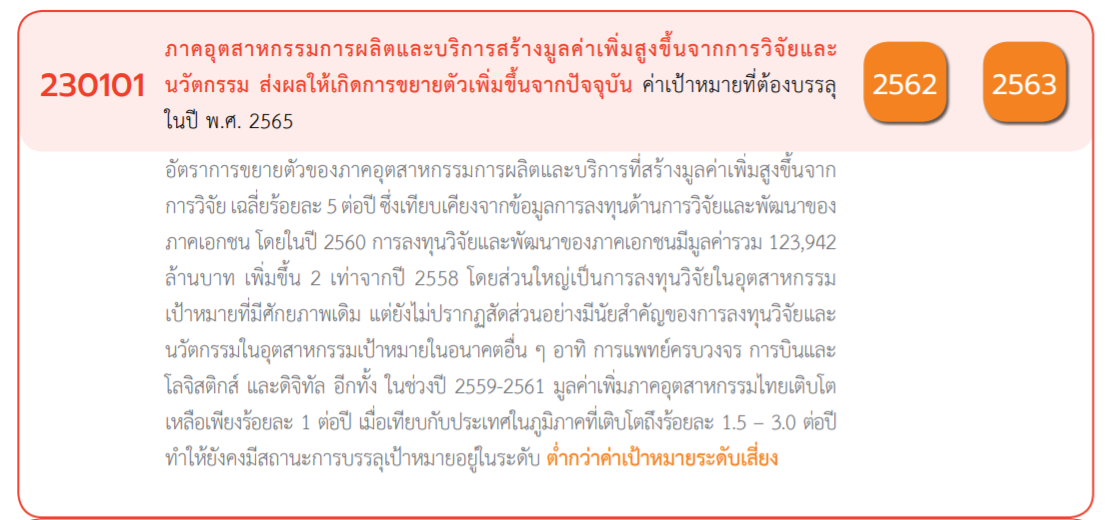 230101
ภาคอุตสาหกรรมการผลิตและบริการสร้างมูลค่าเพิ่มสูงขึ้นจากการวิจัยและ
นวัตกรรม ส่งผลให้เกิดการขยายตัวเพิ่มขึ้นจากปัจจุบัน ค่าเป้าหมายที่ต้องบรรลุ
ในปี พ.ศ. 2565
2562
2563
อัตราการขยายตัวของภาคอุตสาหกรรมการผลิตและบริการที่สร้างมูลค่าเพิ่มสูงขึ้นจาก
การวิจัย เฉลี่ยร้อยละ 5 ต่อปี ซึ่งเทียบเคียงจากข้อมูลการลงทุนด้านการวิจัยและพัฒนาของ
ภาคเอกชน โดยในปี 2560 การลงทุนวิจัยและพัฒนาของภาคเอกชนมีมูลค่ารวม 123,942
ล้านบาท เพิ่มขึ้น 2 เท่าจากปี 2558 โดยส่วนใหญ่เป็นการลงทุนวิจัยในอุตสาหกรรม
เป้าหมายที่มีศักยภาพเดิม แต่ยังไม่ปรากฏสัดส่วนอย่างมีนัยสำคัญของการลงทุนวิจัยและ
นวัตกรรมในอุตสาหกรรมเป้าหมายในอนาคตอื่น ๆ อาทิ การแพทย์ครบวงจร การบินและ
โลจิสติกส์ และดิจิทัล อีกทั้ง ในช่วงปี 2559-2561 มูลค่าเพิ่มภาคอุตสาหกรรมไทยเติบโต
เหลือเพียงร้อยละ 1 ต่อปี เมื่อเทียบกับประเทศในภูมิภาคที่เติบโตถึงร้อยละ 1.5 – 3.0 ต่อปี
ทำให้ยังคงมีสถานะการบรรลุเป้าหมายอยู่ในระดับ ต่ำกว่าค่าเป้าหมายระดับเสี่ยง